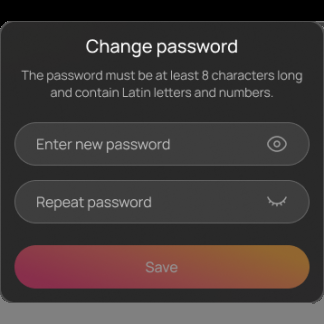 Change password
The password must be at least 8 characters long
and contain Latin letters and numbers.
Enter new password
Repeat password
Save